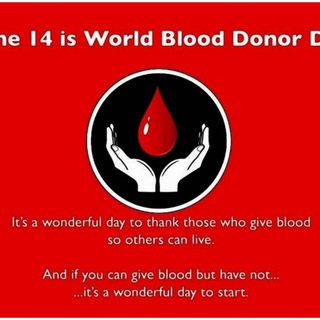 ne 14 is World Blood Donor D
It's a wonderful day to thank those who give blood
so others can live.
And if you can give blood but have not...
...it's a wonderful day to start.